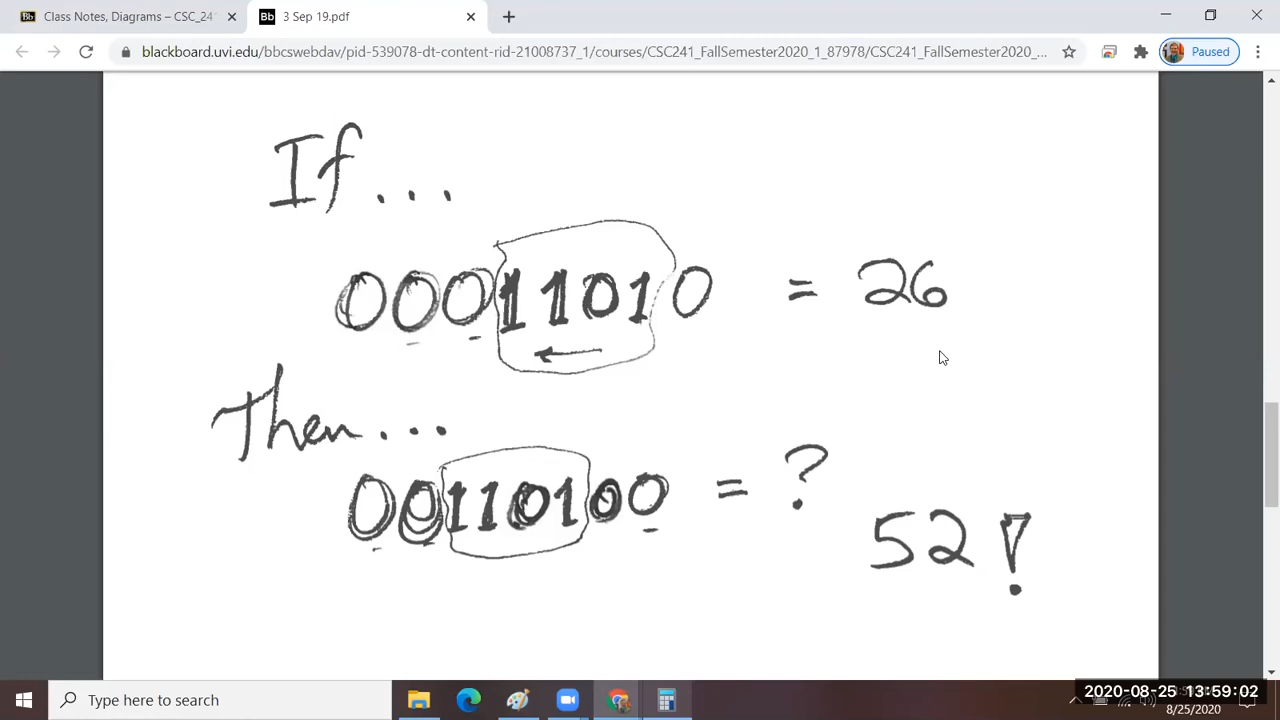 Class Notes, Diagrams – CSC_24
Bb 3 Sep 19.pdf
blackboard.uvi.edu/bbcswebdav/pid-539078-dt-content-rid-21008737_1/courses/CSC241_FallSemester2020_1_87978/CSC241_FallSemester2020_...
Paused
If...
00011010 = 26
Then...
00110100 = ?
52!
Type here to search
2020-08-25 13:59:02
8/25/2020